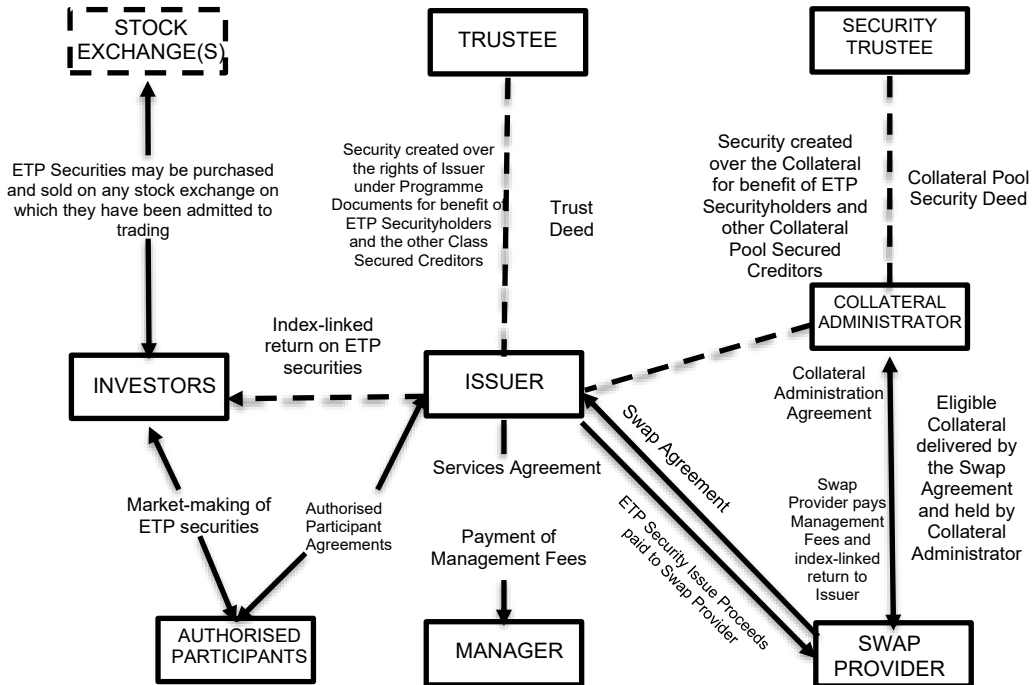 STOCK
EXCHANGE(S)
TRUSTEE
SECURITY
TRUSTEE
ETP Securities may be purchased
and sold on any stock exchange on
which they have been admitted to
trading
Security created over
the rights of Issuer
under Programme
Documents for benefit of
ETP Securityholders
and the other Class
Secured Creditors
Trust
Deed
Security created
over the Collateral
for benefit of ETP
Securityholders and
other Collateral
Pool Secured
Creditors
Collateral Pool
Security Deed
COLLATERAL
ADMINISTRATOR
Index-linked
return on ETP
securities
INVESTORS
ISSUER
Collateral
Administration
Agreement
Eligible
Collateral
delivered by
the Swap
Agreement
and held by
Collateral
Administrator
Swap Agreement
ETP Security Issue Proceeds
paid to Swap Provider
Services Agreement
Market-making of
ETP securities
Authorised
Participant
Agreements
Payment of
Management Fees
Swap
Provider pays
Management
Fees and
index-linked
return to
Issuer
AUTHORISED
PARTICIPANTS
MANAGER
SWAP
PROVIDER